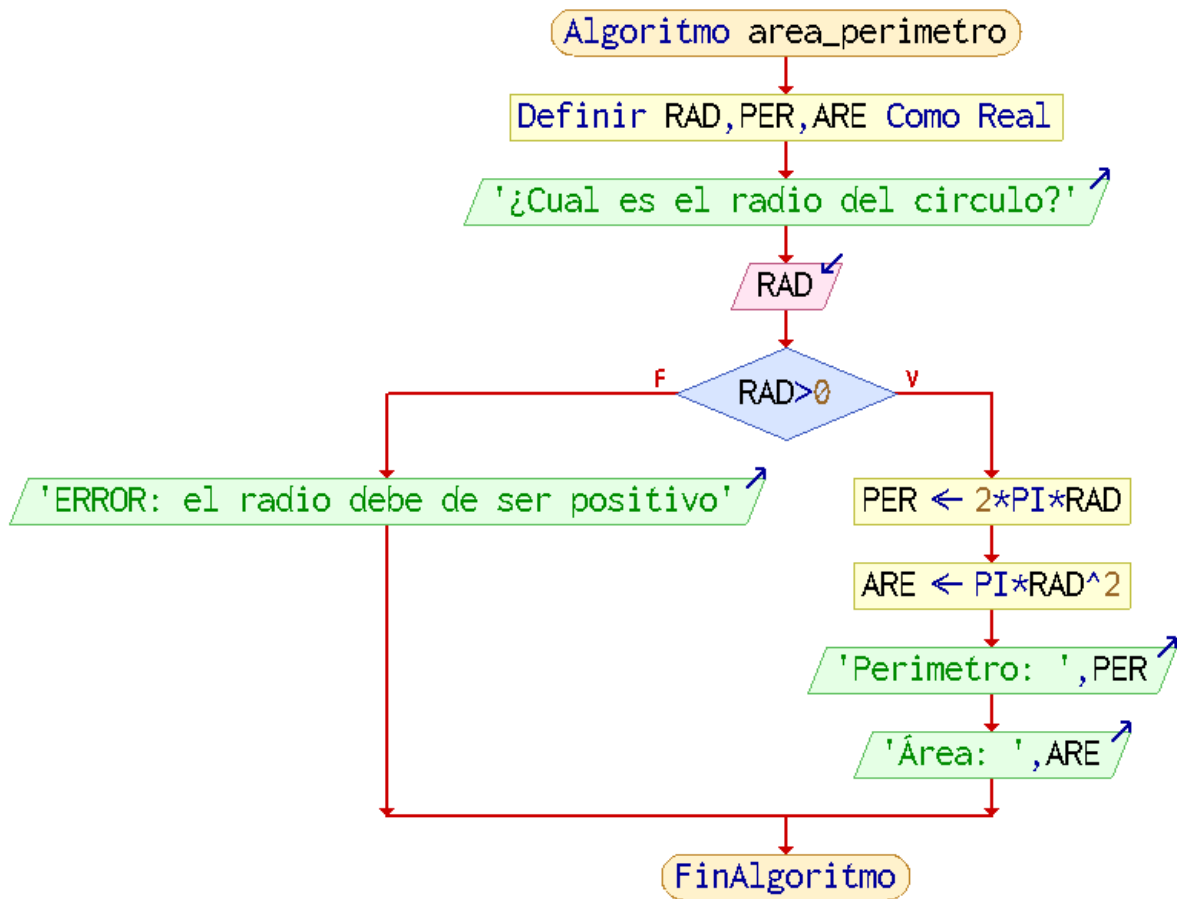 Algoritmo area_perimetro
Definir RAD,PER,ARE Como Real
'¿Cual es el radio del circulo?'
RAD
RAD>0
F
V
'ERROR: el radio debe de ser positivo'
PER ← 2*PI*RAD
ARE ← PI*RAD^2
'Perimetro: ',PER
'Área: ',ARE
FinAlgoritmo